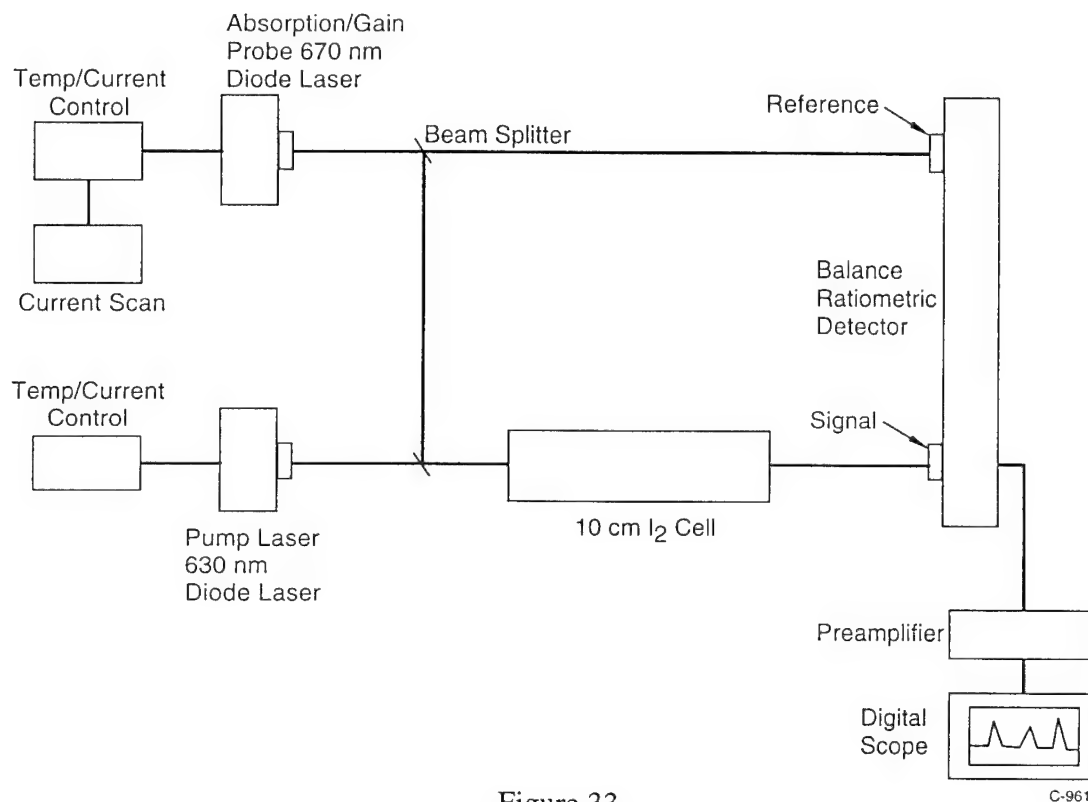 Absorption/Gain
Probe 670 nm
Diode Laser
Temp/Current
Control
Reference
Beam Splitter
Current Scan
Balance
Ratiometric
Detector
Temp/Current
Control
Signal
10 cm I2 Cell
Pump Laser
630 nm
Diode Laser
Preamplifier
Digital
Scope